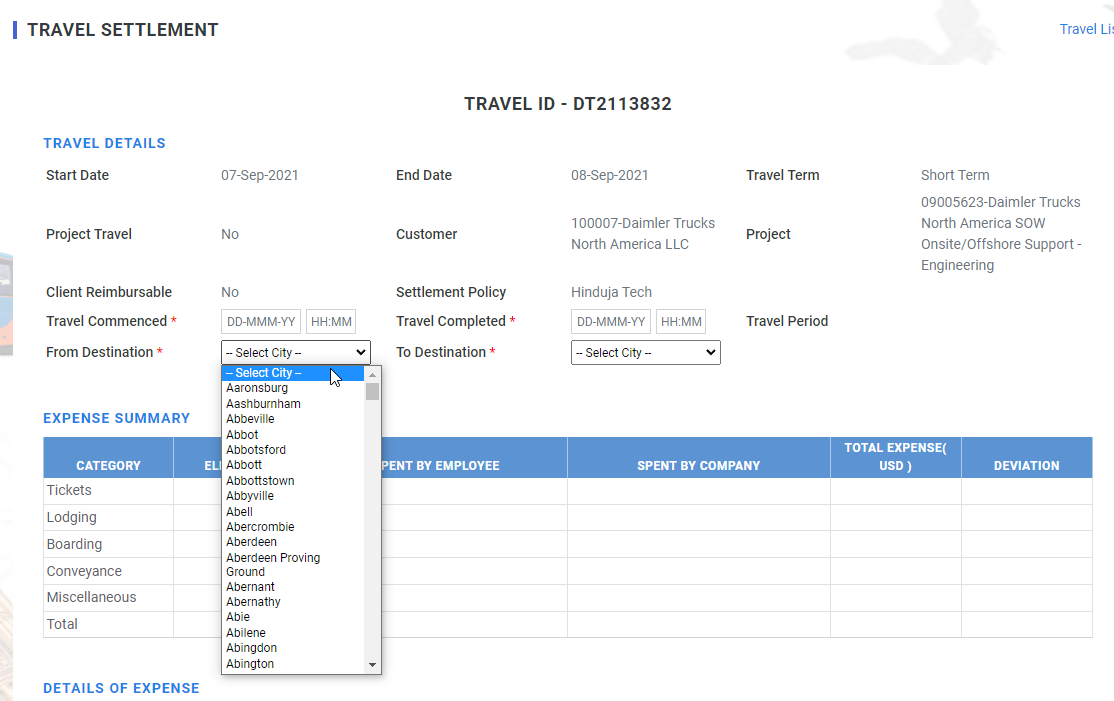 TRAVEL SETTLEMENT
Travel
TRAVEL ID - DT2113832
TRAVEL DETAILS
Start Date 07-Sep-2021 End Date 08-Sep-2021 Travel Term Short Term
Project Travel No Customer 100007-Daimler Trucks
North America LLC
Project 09005623-Daimler Trucks
North America SOW
Onsite/Offshore Support -
Engineering
Client Reimbursable No Settlement Policy Hinduja Tech
Travel Commenced * DD-MMM-YY HH:MM Travel Completed * DD-MMM-YY HH:MM Travel Period
From Destination * -- Select City -- To Destination * -- Select City --
-- Select City --
Aaronsburg
Aashburnham
Abbeville
Abbot
Abbotsford
Abbott
Abbottstown
Abbyville
Abell
Abercrombie
Aberdeen
Aberdeen Proving
Ground
Abernant
Abernathy
Abie
Abilene
Abingdon
Abington
EXPENSE SUMMARY
CATEGORY BY EMPLOYEE SPENT BY COMPANY TOTAL EXPENSE(
USD ) DEVIATION
Tickets
Lodging
Boarding
Conveyance
Miscellaneous
Total
DETAILS OF EXPENSE